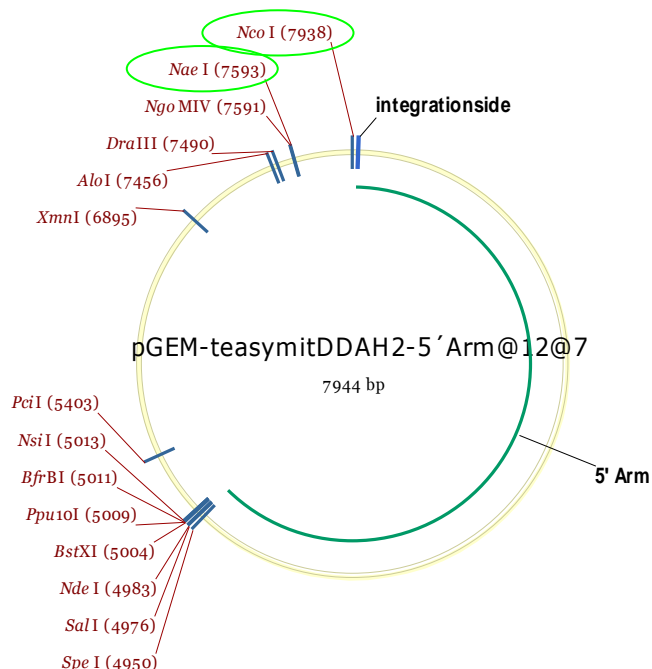 Nco I (7938)
Nae I (7593)
integrationside
Ngo MIV (7591)
DraIII (7490)
AloI (7456)
XmnI (6895)
pGEM-teasymitDDAH2-5´Arm@12@7
7944 bp
PciI (5403)
NsiI (5013)
BfrBI (5011)
5' Arm
Ppu10I (5009)
BstXI (5004)
Nde I (4983)
Sal I (4976)
Spe I (4950)